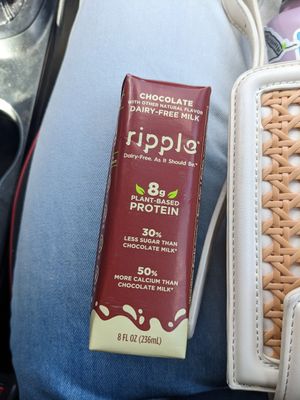 CHOCOLATE
WITH OTHER NATURAL FLAVOR
DAIRY-FREE MILK
ripple
Dairy-Free. As It Should Be.
8g
PLANT-BASED
PROTEIN
30%
LESS SUGAR THAN
CHOCOLATE MILK*
50%
MORE CALCIUM THAN
CHOCOLATE MILK*
8 FL OZ (236mL)